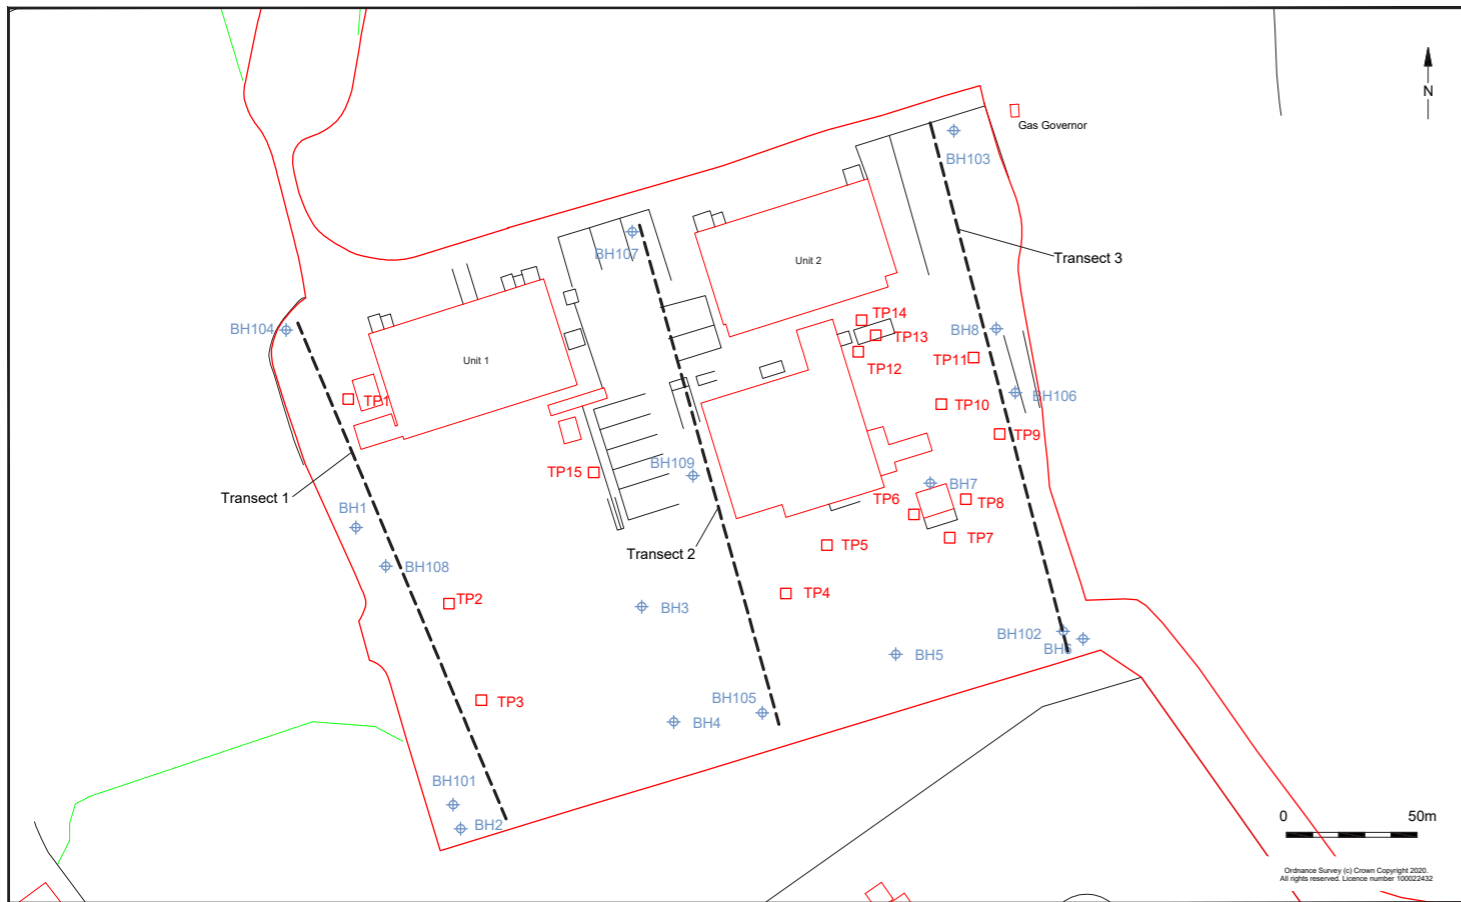 N
Gas Governor
BH103
BH107
Transect 3
Unit 2
TP14
BH104
BH8
TP13
Unit 1
TP11
TP12
BH106
TP1
TP10
TP9
TP15
BH109
BH7
Transect 1
TP6
TP8
BH1
TP7
TP5
Transect 2
BH108
TP4
TP2
BH3
BH102
BH6
BH5
TP3
BH105
BH4
BH101
BH2
0 50m
Ordnance Survey (c) Crown Copyright 2020.
All rights reserved. Licence number 100022432